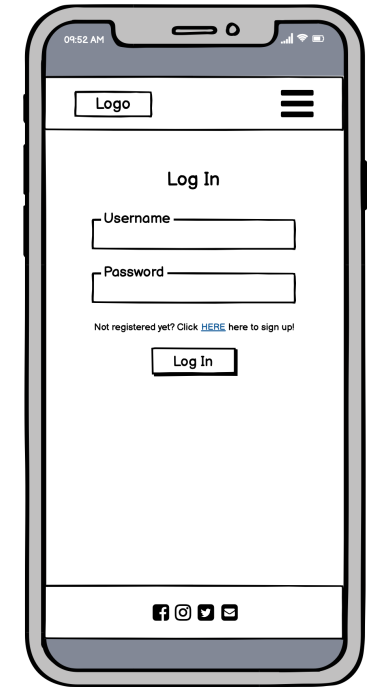 09:52 AM
Logo
Log In
Username
Password
Not registered yet? Click HERE here to sign up!
Log In